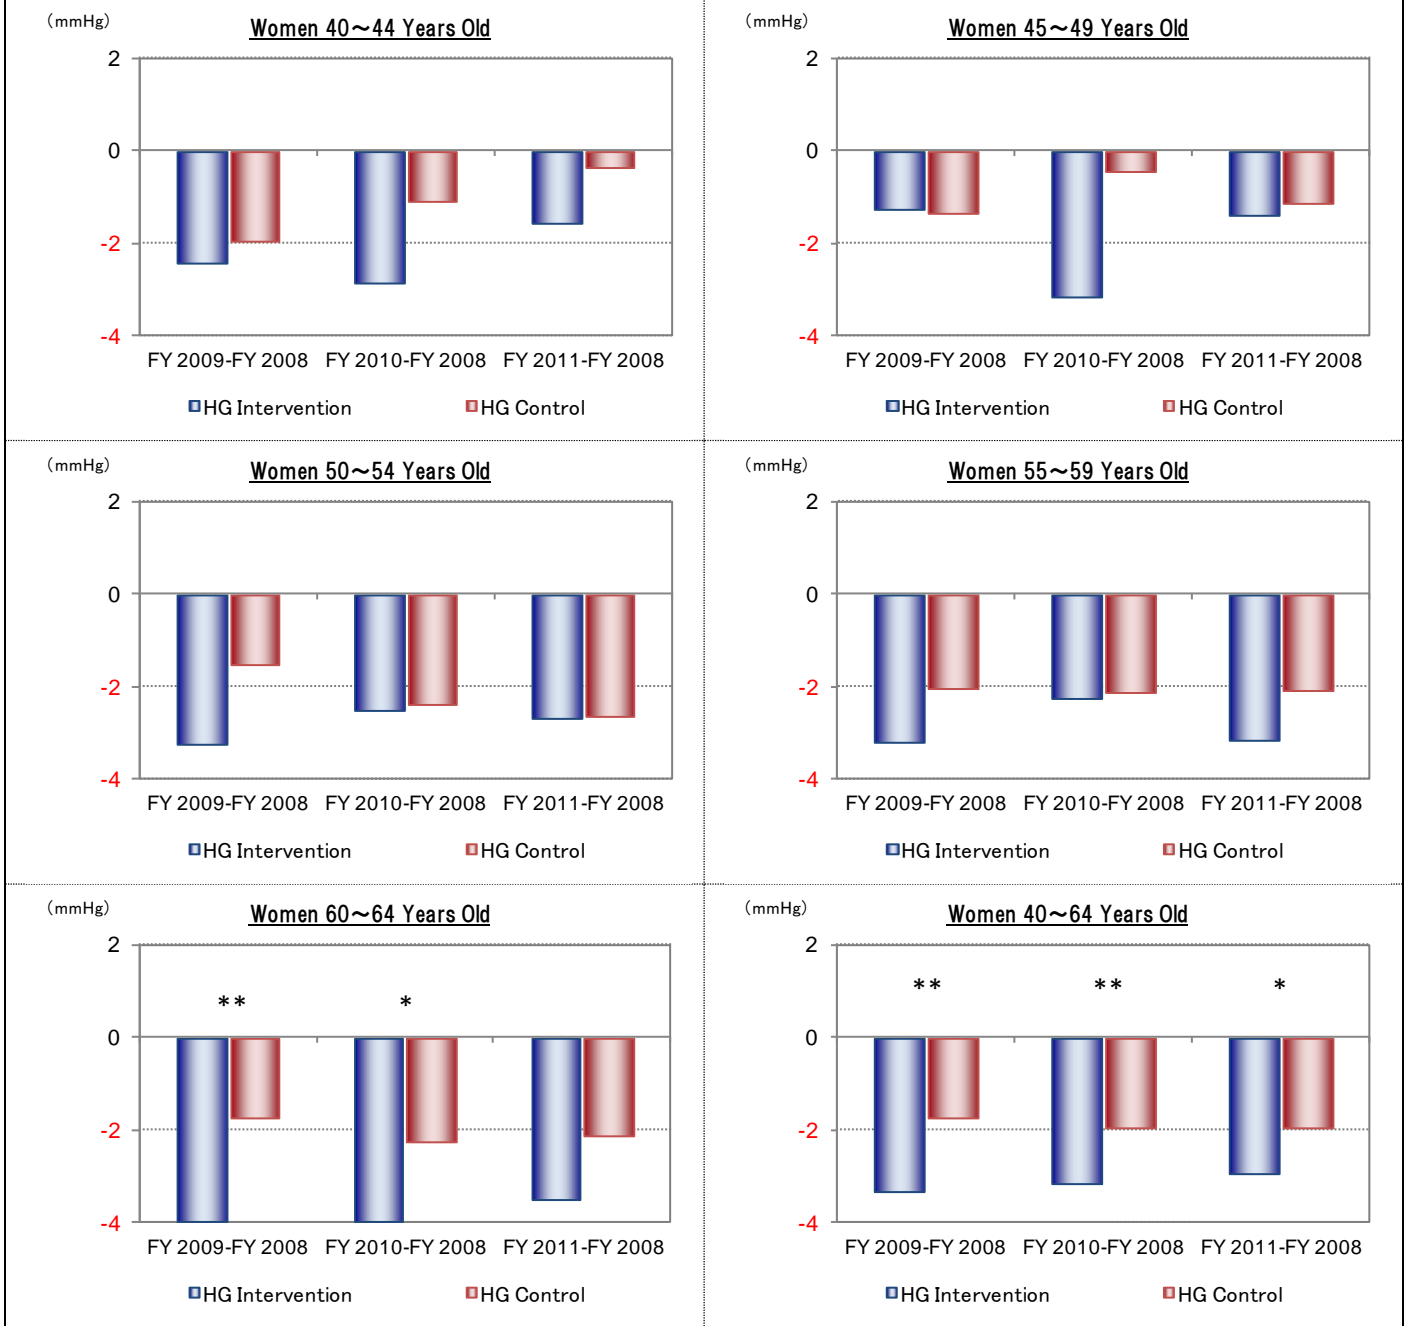 (mmHg)
Women 40～44 Years Old
2
0
-2
-4
FY 2009-FY 2008 FY 2010-FY 2008 FY 2011-FY 2008
HG Intervention HG Control
(mmHg)
Women 45～49 Years Old
2
0
-2
-4
FY 2009-FY 2008 FY 2010-FY 2008 FY 2011-FY 2008
HG Intervention HG Control
(mmHg)
Women 50～54 Years Old
2
0
-2
-4
FY 2009-FY 2008 FY 2010-FY 2008 FY 2011-FY 2008
HG Intervention HG Control
(mmHg)
Women 55～59 Years Old
2
0
-2
-4
FY 2009-FY 2008 FY 2010-FY 2008 FY 2011-FY 2008
HG Intervention HG Control
(mmHg)
Women 60～64 Years Old
2
** *
0
-2
-4
FY 2009-FY 2008 FY 2010-FY 2008 FY 2011-FY 2008
HG Intervention HG Control
(mmHg)
Women 40～64 Years Old
2
** ** *
0
-2
-4
FY 2009-FY 2008 FY 2010-FY 2008 FY 2011-FY 2008
HG Intervention HG Control